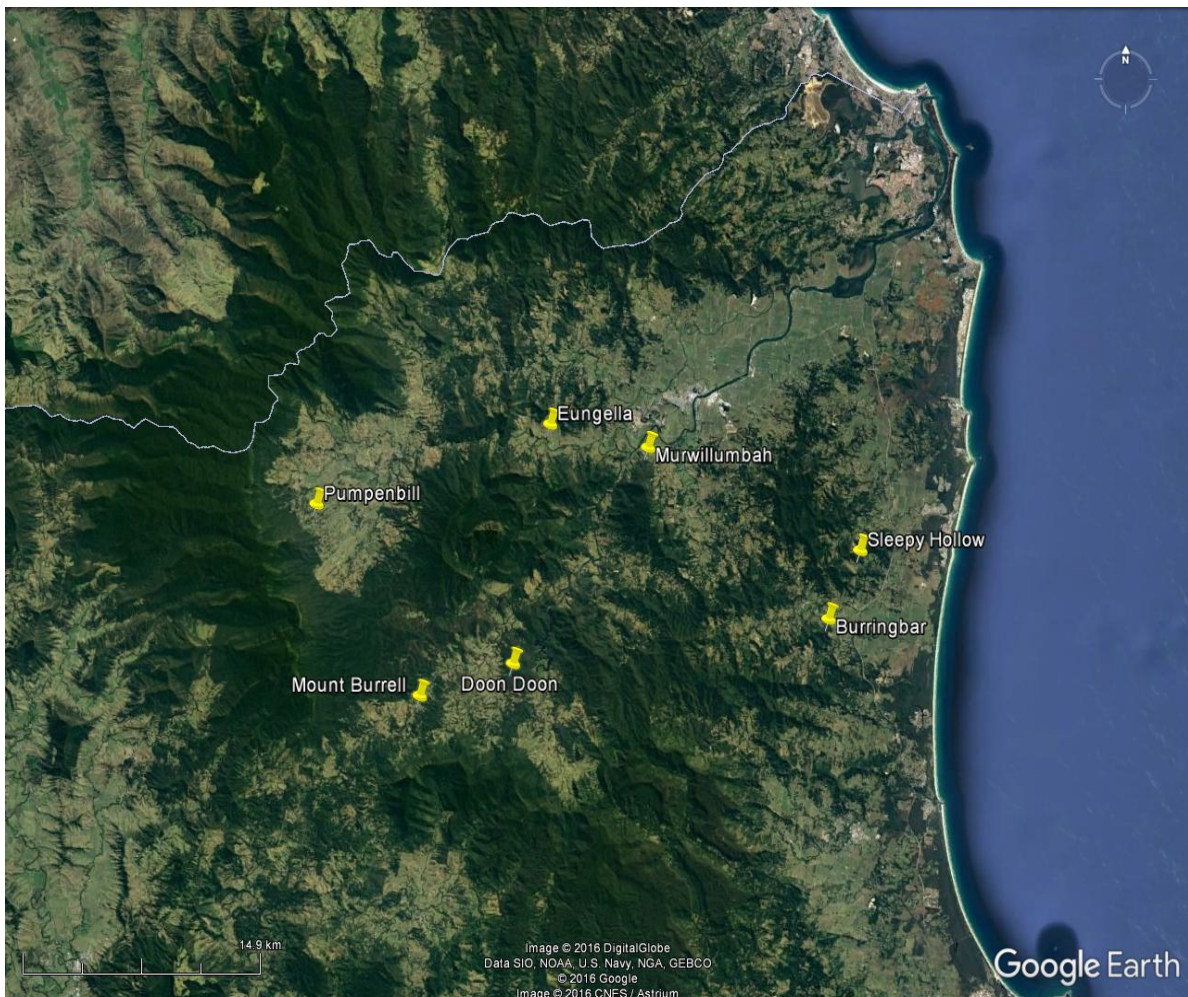 N
Eungella
Murwillumbah
Pumpenbill
Sleepy Hollow
Burringbar
Mount Burrell
Doon Doon
14.9 km
Image © 2016 DigitalGlobe
Data SIO, NOAA, U.S. Navy, NGA, GEBCO
© 2016 Google
Image © 2016 CNES / Astrium
Google Earth